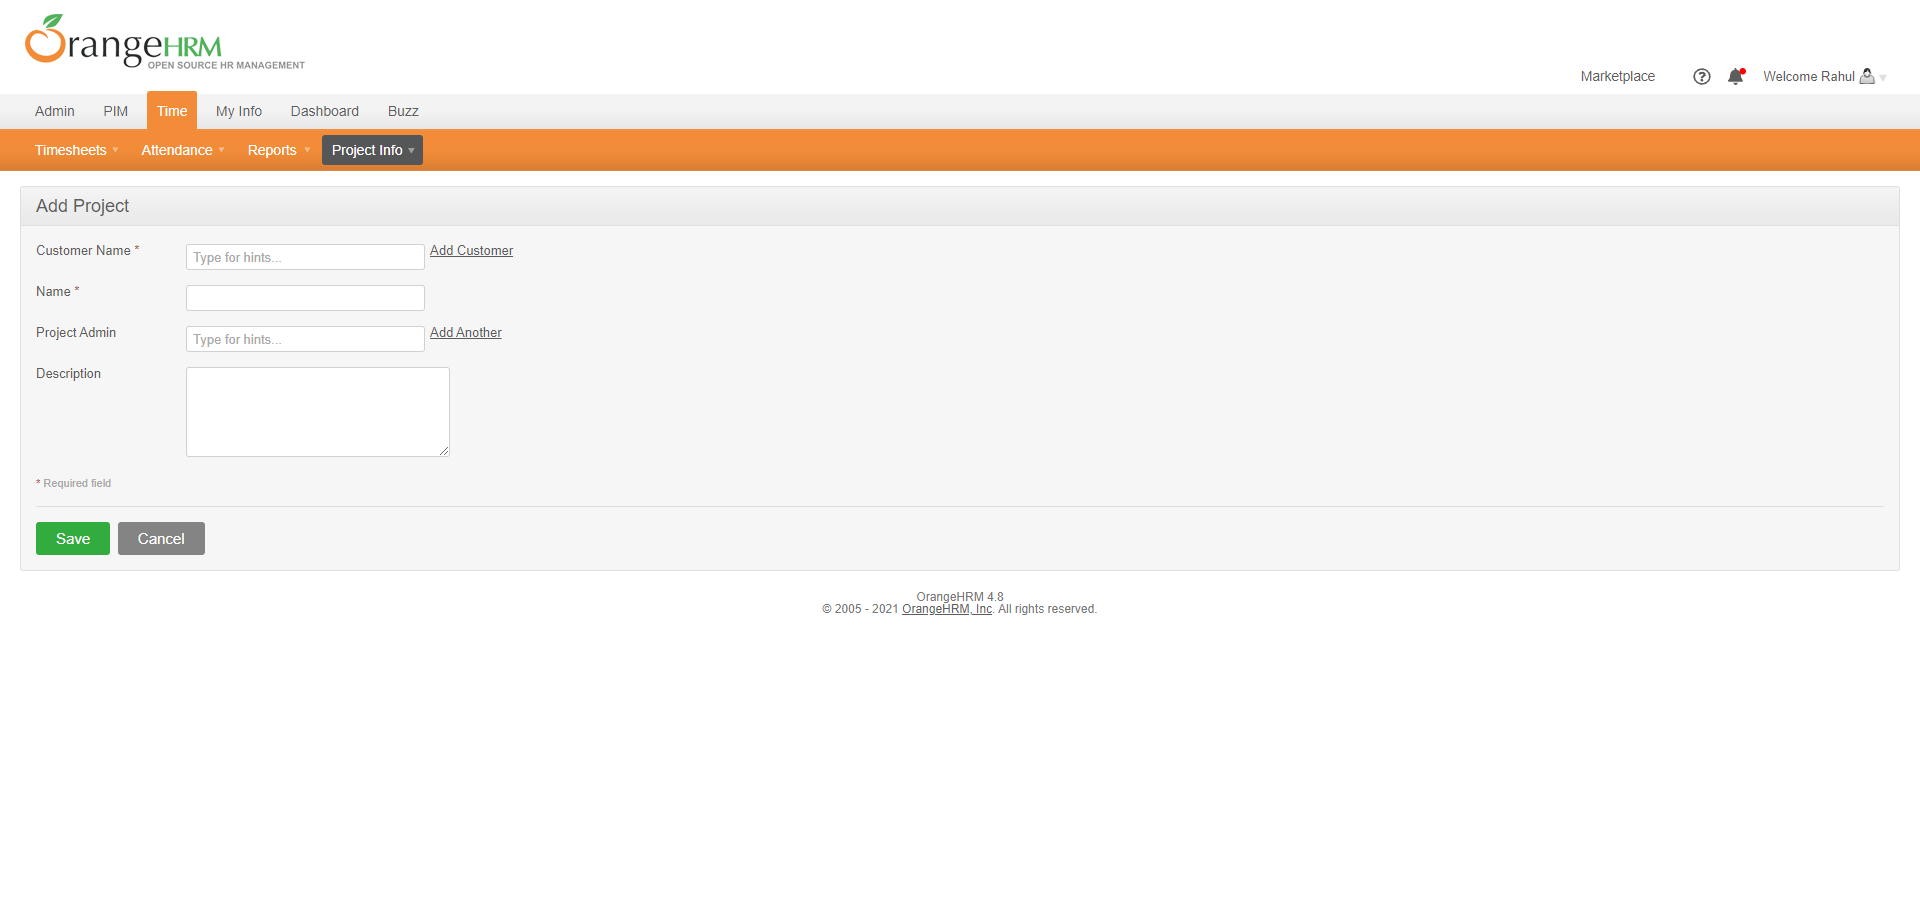 OrangeHRM
OPEN SOURCE HR MANAGEMENT
Marketplace
Welcome Rahul
Admin PIM Time My Info Dashboard Buzz
Timesheets Attendance Reports Project Info
Add Project
Customer Name * Type for hints... Add Customer
Name *
Project Admin Type for hints... Add Another
Description
* Required field
Save Cancel
OrangeHRM 4.8
© 2005 - 2021 OrangeHRM, Inc. All rights reserved.